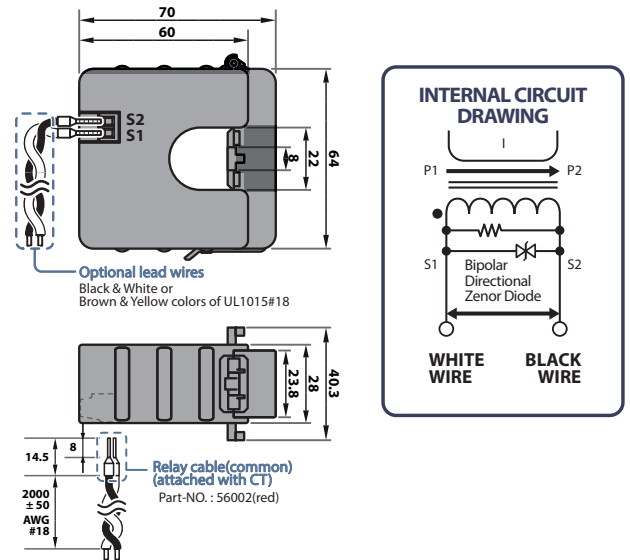 70
60
S2
S1
8
22
64
Optional lead wires
Black & White or
Brown & Yellow colors of UL1015#18
23.8
28
40.3
14.5
8
2000
± 50
AWG
#18
Relay cable(common)
(attached with CT)
Part-NO. : 56002(red)
INTERNAL CIRCUIT
DRAWING
I
P1
P2
S1
S2
Bipolar
Directional
Zenor Diode
WHITE
WIRE
BLACK
WIRE